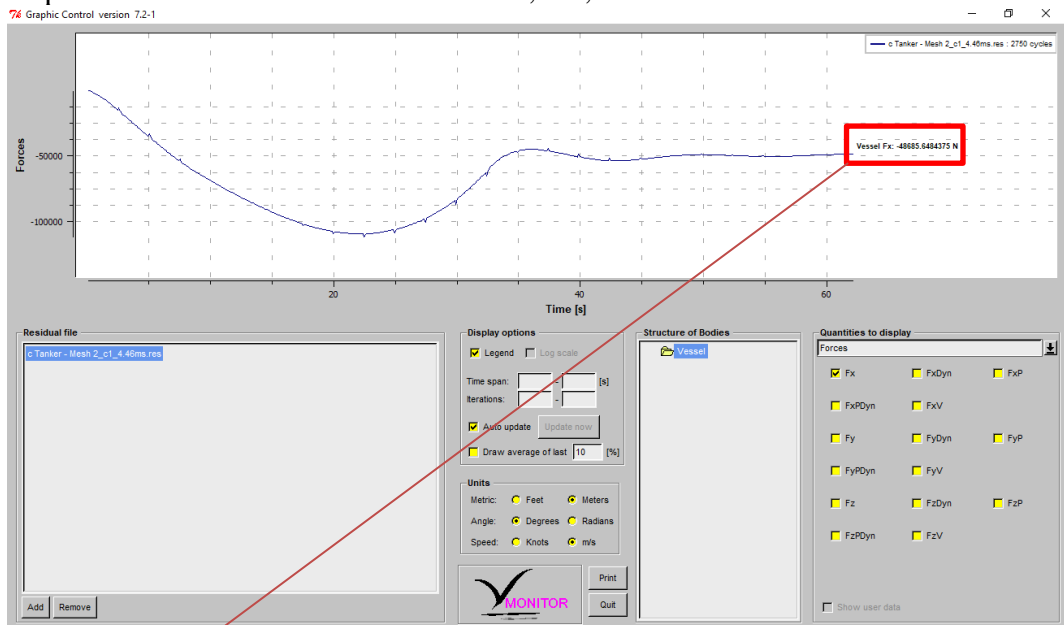 Graphic Control version 7.2-1
c Tanker - Mesh 2_c1_4.46ms.res : 2750 cycles
Forces
-50000
-100000
Vessel Fx: -48685.6484375 N
20
40
60
Time [s]
Residual file
c Tanker - Mesh 2_c1_4.46ms.res
Add
Remove
Display options
Legend
Log scale
Time span: - [s]
Iterations: -
Auto update
Update now
Draw average of last 10 [%]
Units
Metric: Feet Meters
Angle: Degrees Radians
Speed: Knots m/s
MONITOR
Print
Quit
Structure of Bodies
Vessel
Quantities to display
Forces
Fx FxDyn FxP
FxPDyn FxV
Fy FyDyn FyP
FyPDyn FyV
Fz FzDyn FzP
FzPDyn FzV
Show user data